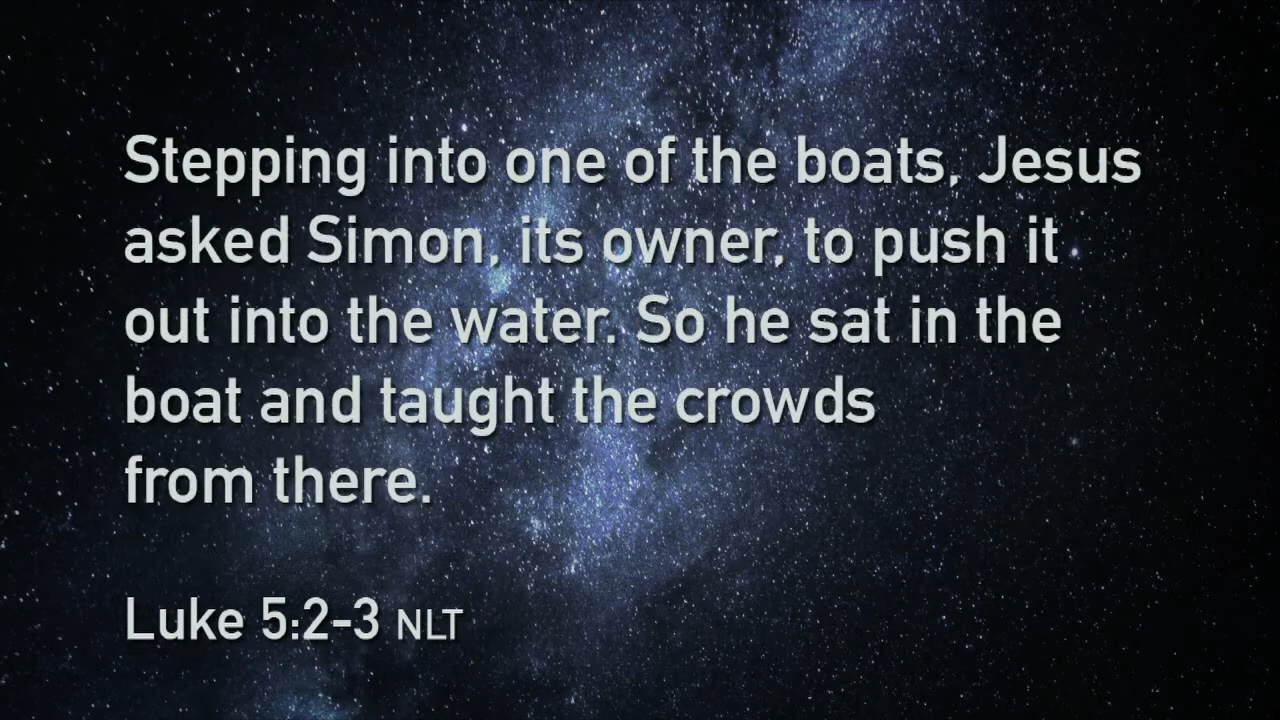 Stepping into one of the boats, Jesus
asked Simon, its owner, to push it
out into the water. So he sat in the
boat and taught the crowds
from there.
Luke 5:2-3 NLT